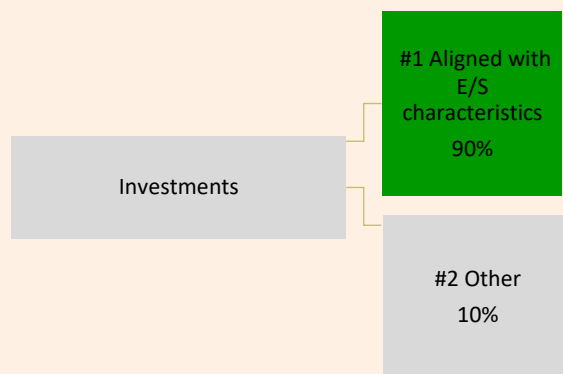 #1 Aligned with
E/S
characteristics
90%
Investments
#2 Other
10%